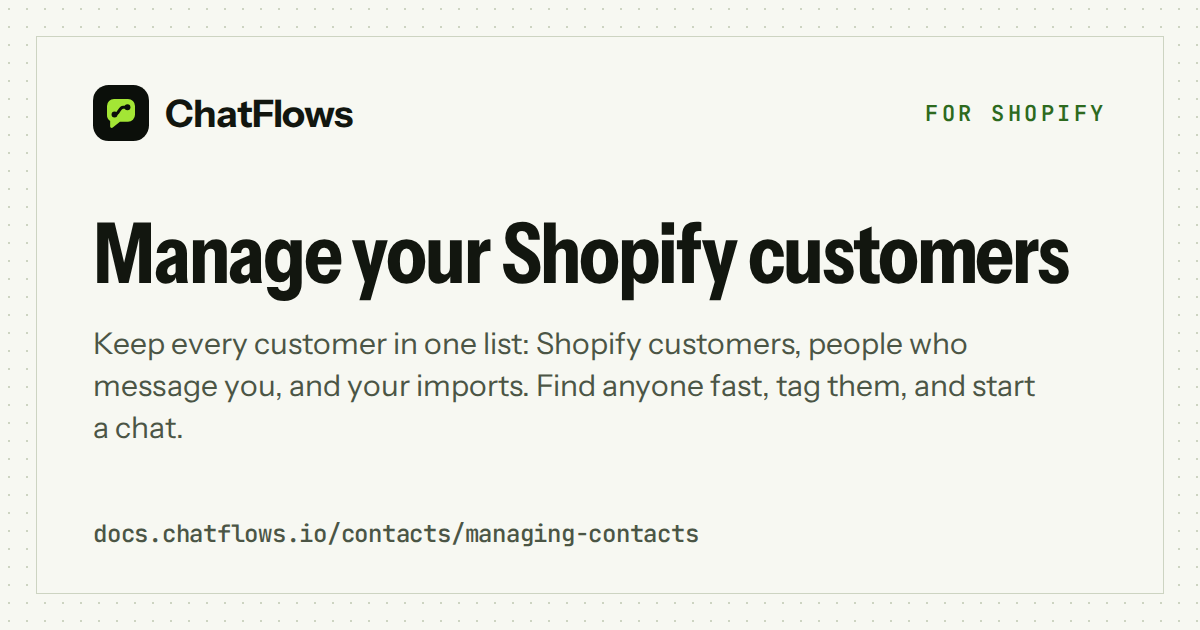 ChatFlows
FOR SHOPIFY
Manage your Shopify customers
Keep every customer in one list: Shopify customers, people who
message you, and your imports. Find anyone fast, tag them, and start
a chat.
docs.chatflows.io/contacts/managing-contacts